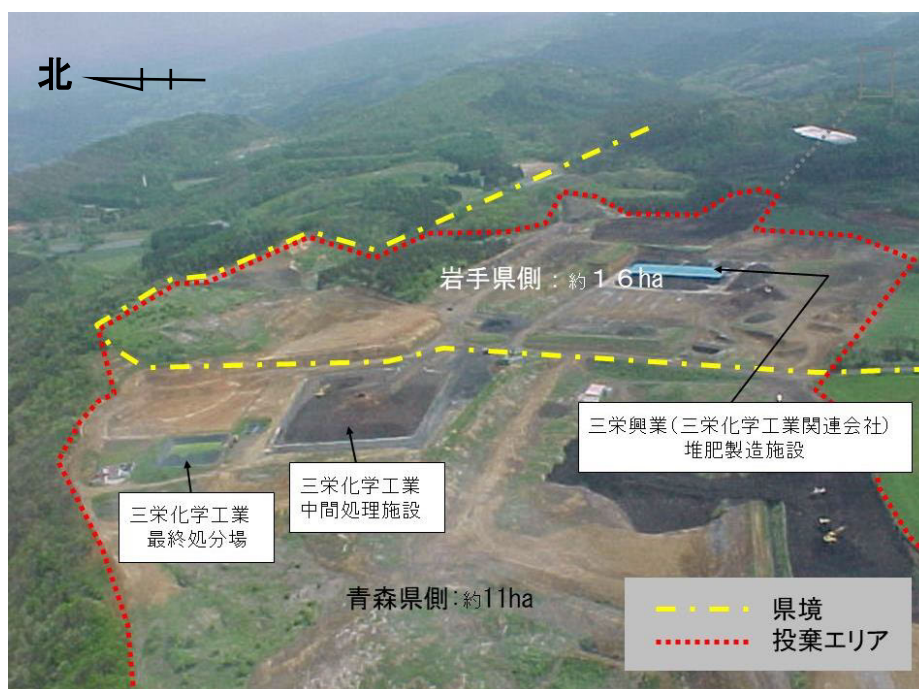 北
岩手県側：約１６ha
三栄興業(三栄化学工業関連会社)
堆肥製造施設
三栄化学工業
中間処理施設
三栄化学工業
最終処分場
青森県側:約11ha
県境
投棄エリア